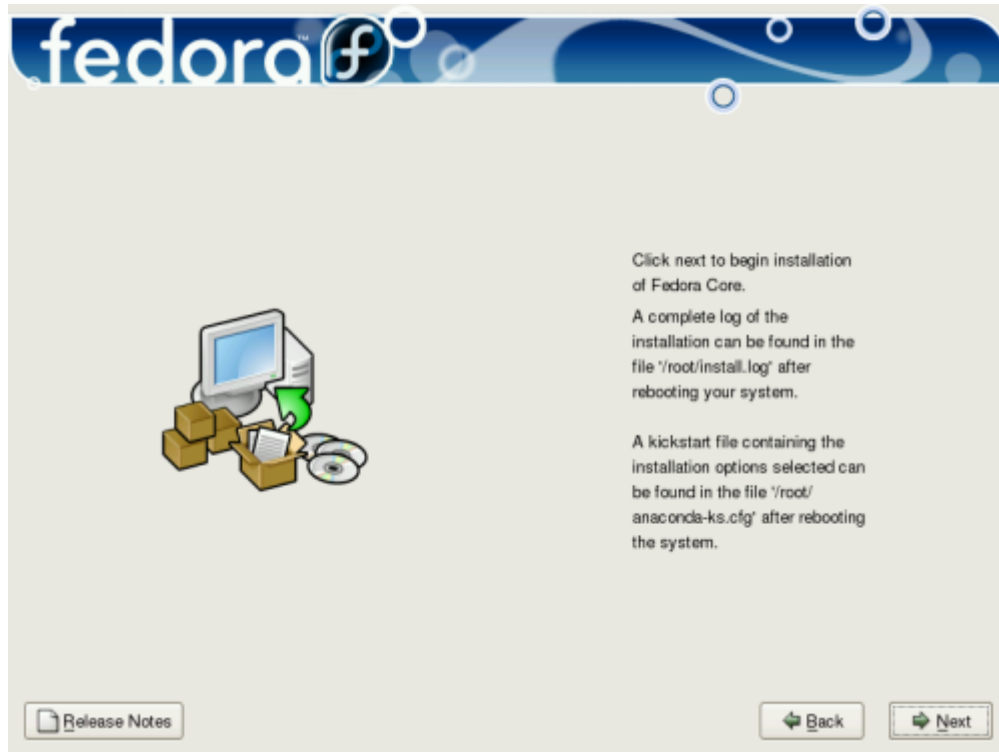 fedora™ f
Click next to begin installation
of Fedora Core.
A complete log of the
installation can be found in the
file '/root/install.log' after
rebooting your system.
A kickstart file containing the
installation options selected can
be found in the file '/root/
anaconda-ks.cfg' after rebooting
the system.
Release Notes
Back
Next